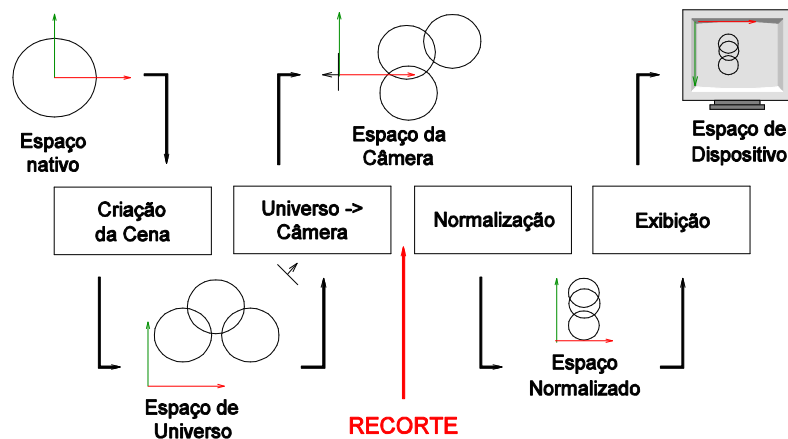 Espaço
nativo
Espaço da
Câmera
Espaço de
Dispositivo
Criação
da Cena
Universo ->
Câmera
Normalização
Exibição
Espaço de
Universo
RECORTE
Espaço
Normalizado